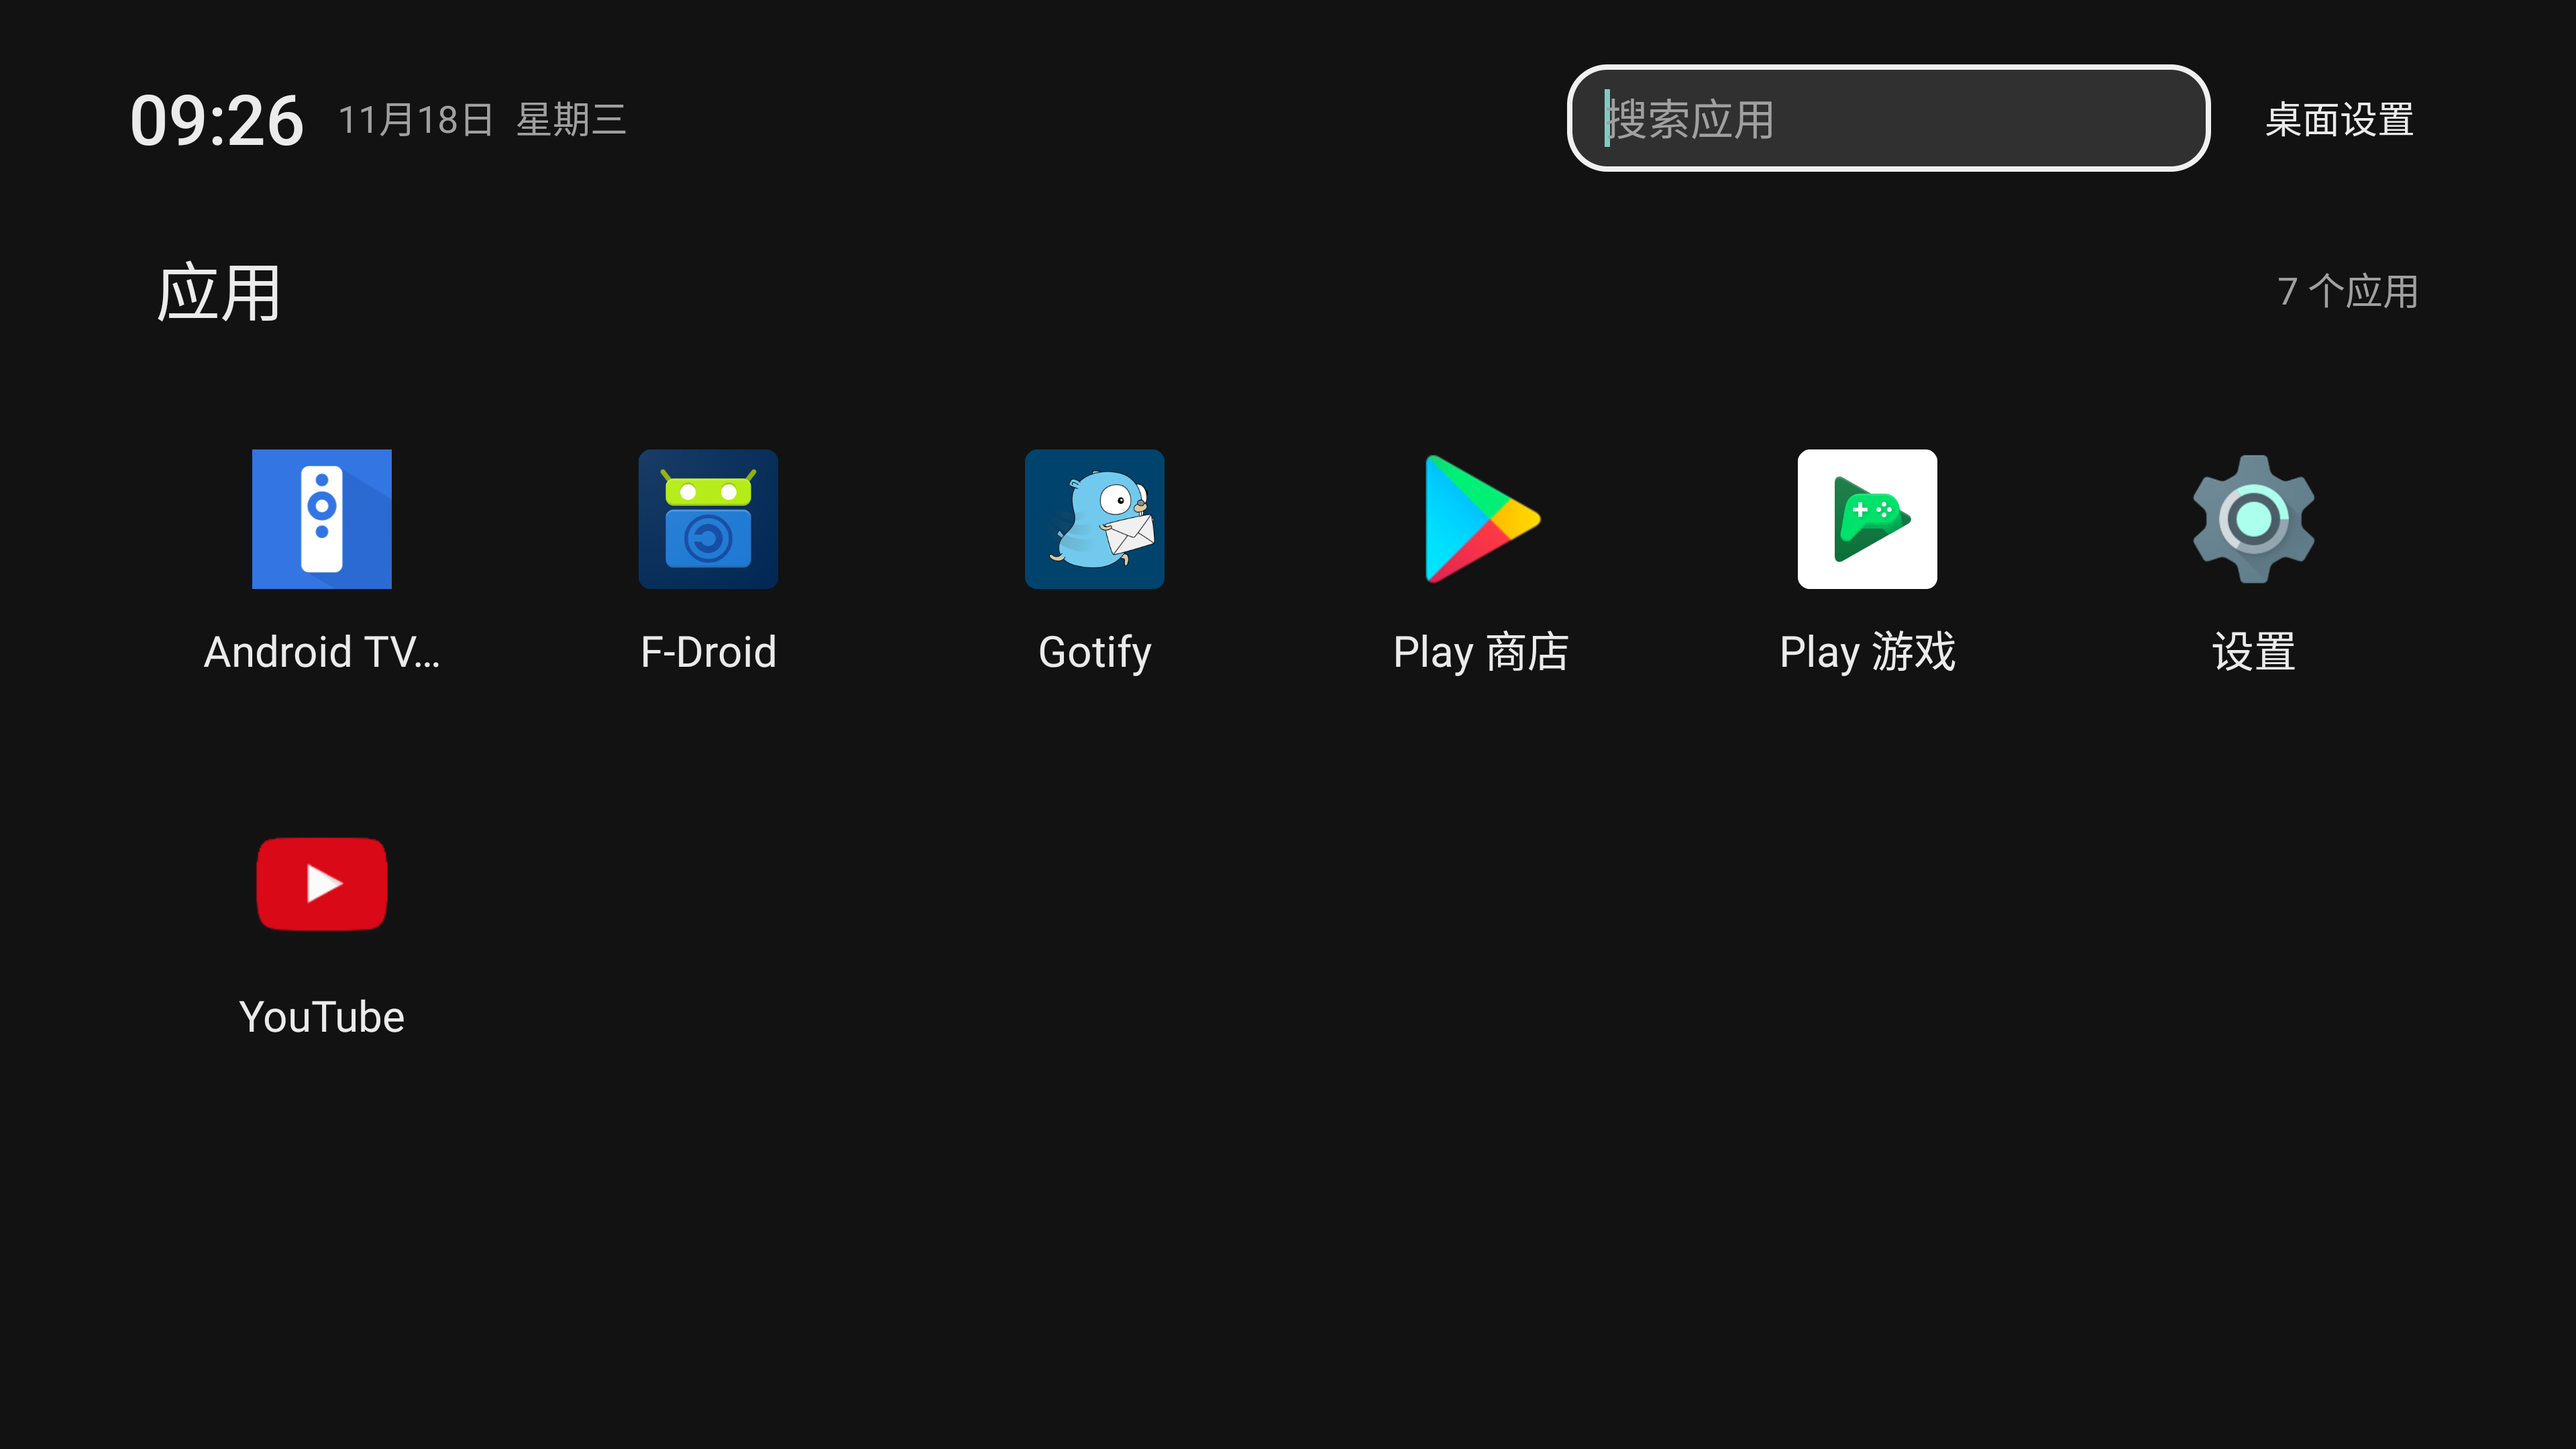 09:26 11月18日 星期三
搜索应用
桌面设置
应用
7 个应用
Android TV...
F-Droid
Gotify
Play 商店
Play 游戏
设置
YouTube